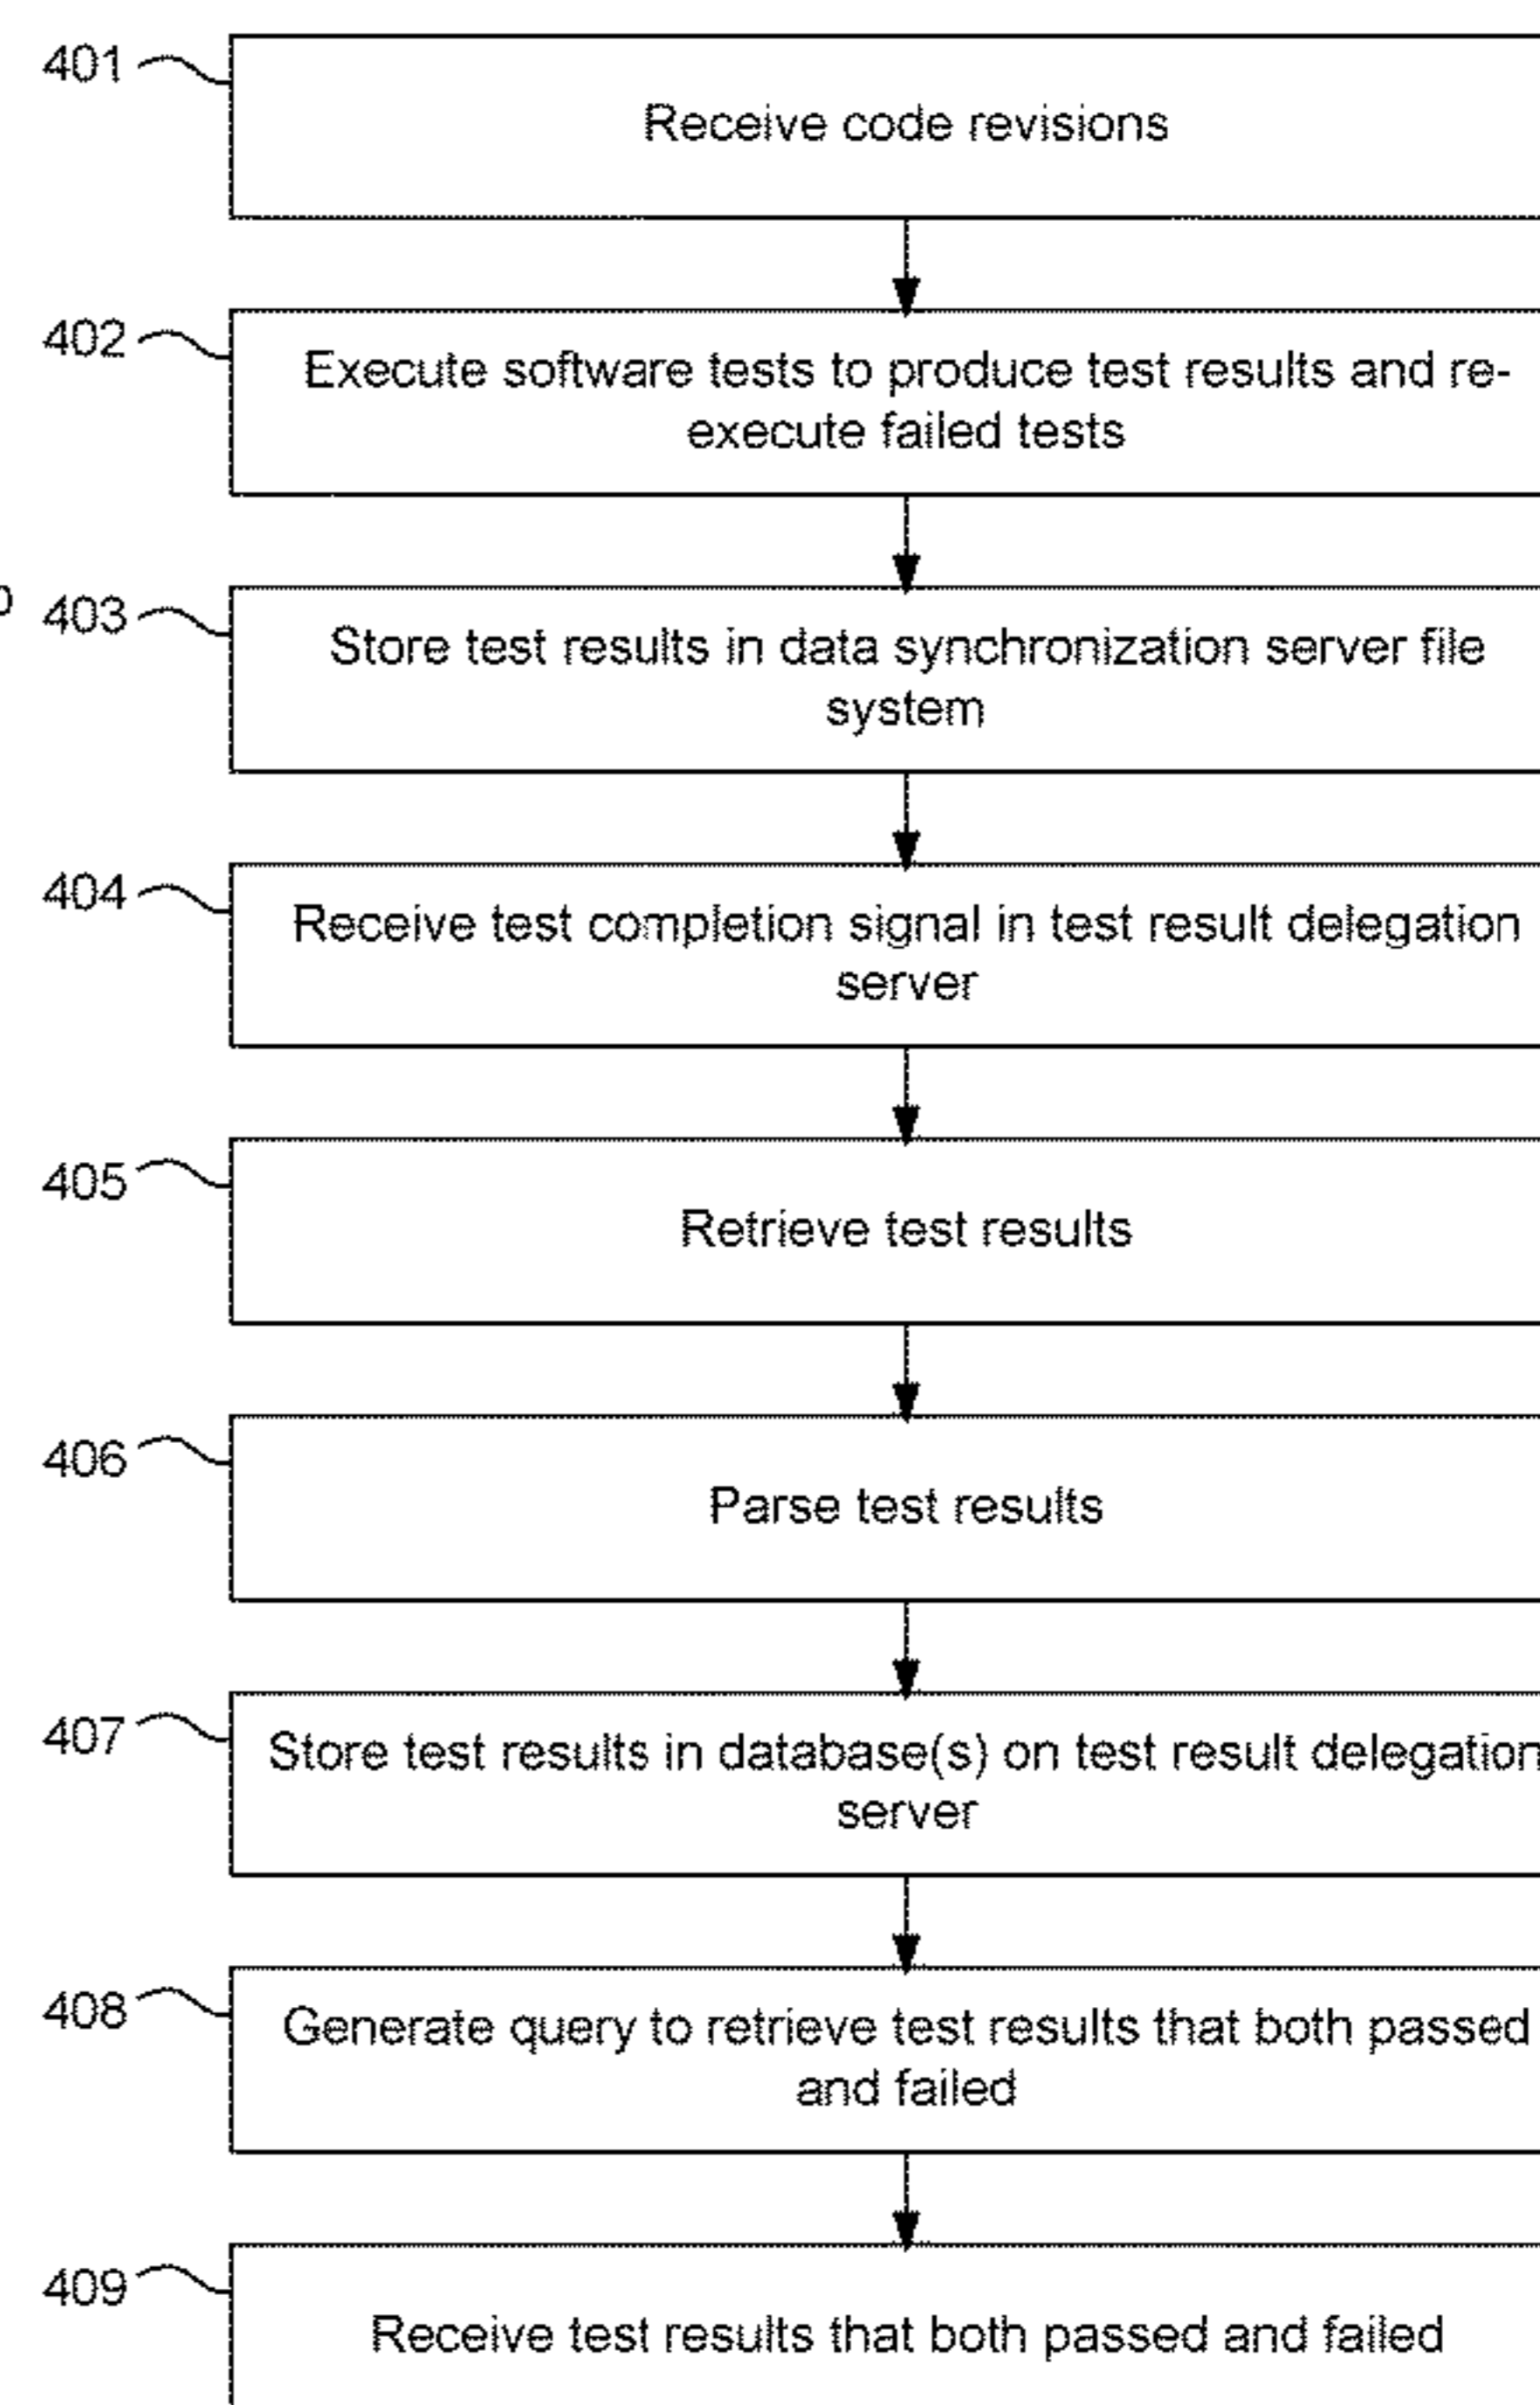 401
Receive code revisions
402
Execute software tests to produce test results and re-
execute failed tests
403
Store test results in data synchronization server file
system
404
Receive test completion signal in test result delegation
server
405
Retrieve test results
406
Parse test results
407
Store test results in database(s) on test result delegation
server
408
Generate query to retrieve test results that both passed
and failed
409
Receive test results that both passed and failed